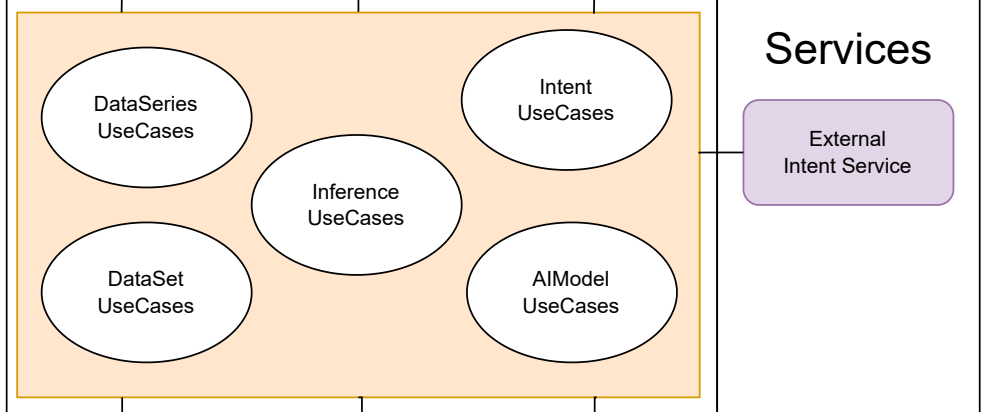 DataSeries
UseCases
Intent
UseCases
Inference
UseCases
DataSet
UseCases
AIModel
UseCases
Services
External
Intent Service